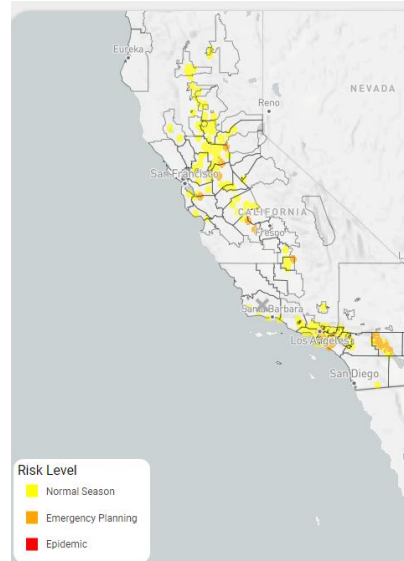 Eureka
NEVADA
Reno
San Francisco
CALIFORNIA
Fresno
Santa Barbara
Los Angeles
San Diego
Risk Level
Normal Season
Emergency Planning
Epidemic